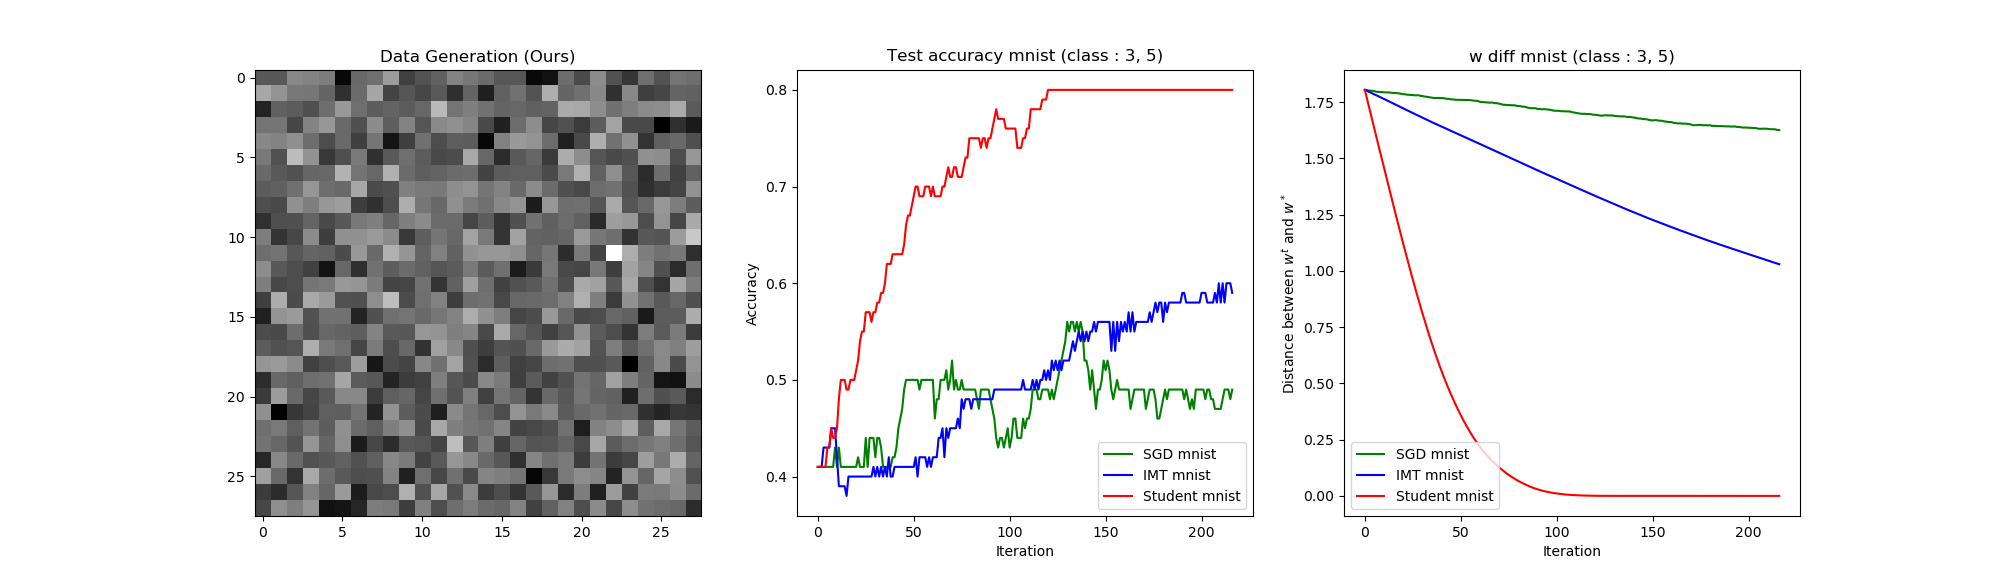 Data Generation (Ours)
0
5
10
15
20
25
0 5 10 15 20 25
Test accuracy mnist (class : 3, 5)
Accuracy
0.8
0.7
0.6
0.5
0.4
0 50 100 150 200
Iteration
SGD mnist
IMT mnist
Student mnist
w diff mnist (class : 3, 5)
Distance between w^t and w^*
1.75
1.50
1.25
1.00
0.75
0.50
0.25
0.00
0 50 100 150 200
Iteration
SGD mnist
IMT mnist
Student mnist